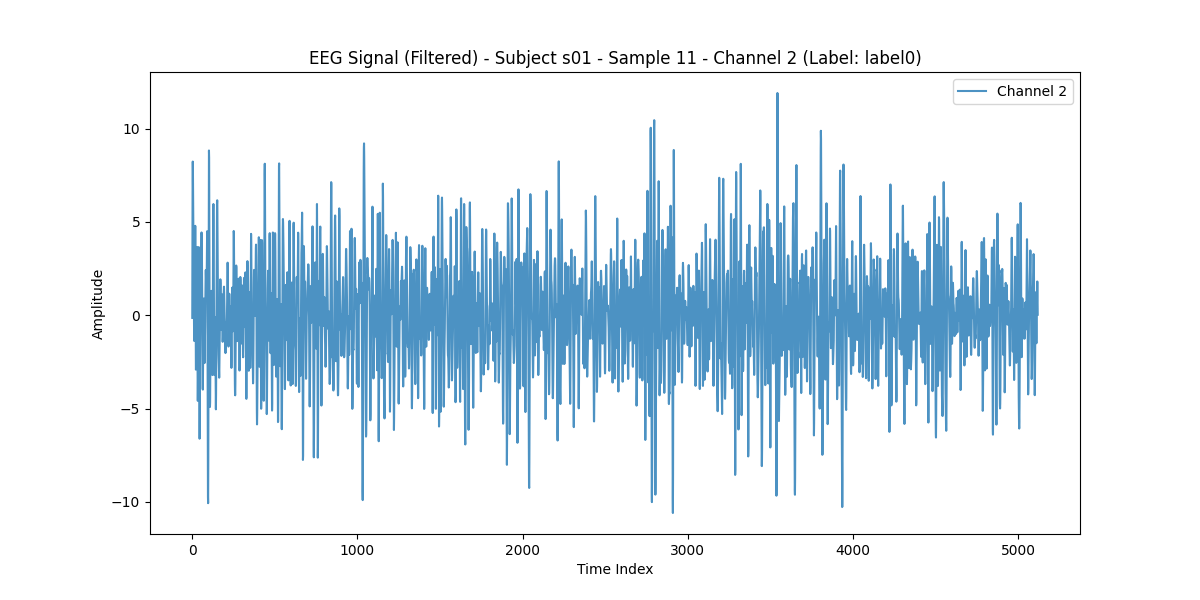 EEG Signal (Filtered) - Subject s01 - Sample 11 - Channel 2 (Label: label0)
Channel 2
10
5
0
−5
−10
Amplitude
0 1000 2000 3000 4000 5000
Time Index